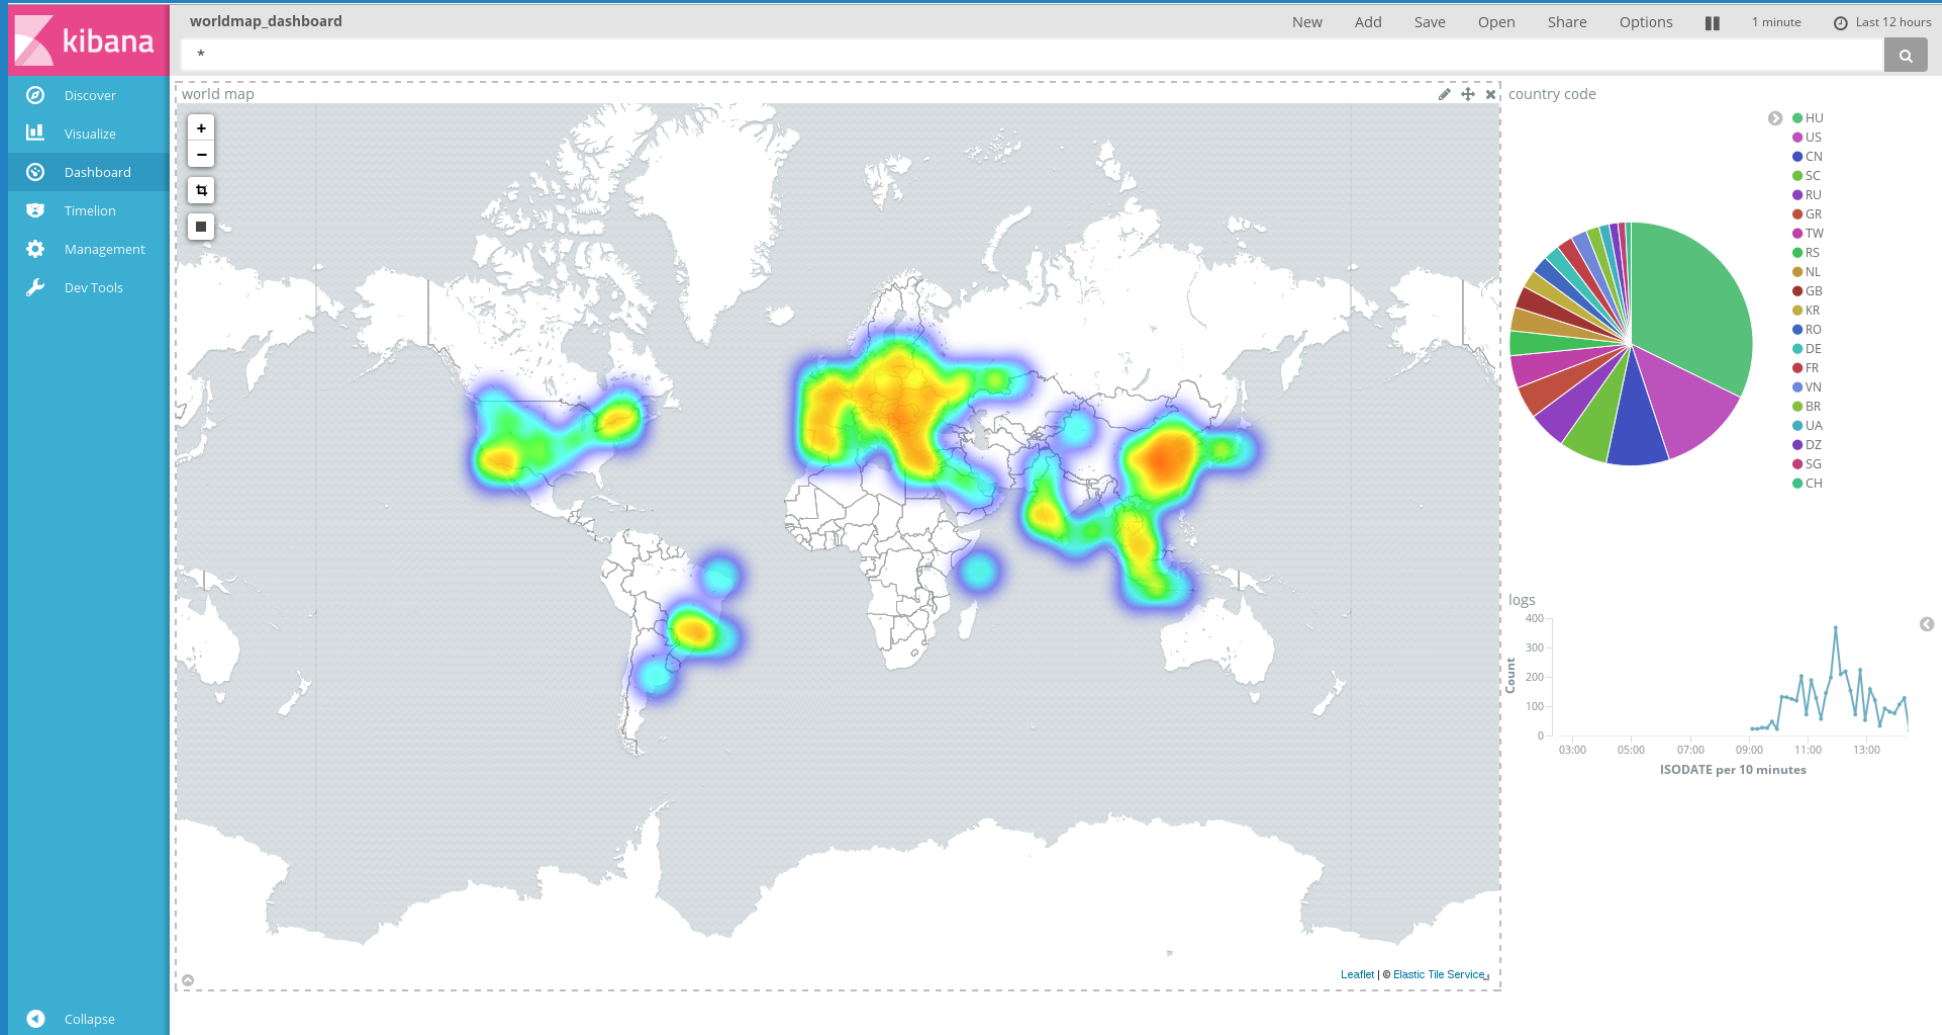 kibana
Discover
Visualize
Dashboard
Timelion
Management
Dev Tools
Collapse
worldmap_dashboard
New Add Save Open Share Options 1 minute Last 12 hours
*
world map
+
−
Leaflet | © Elastic Tile Service
country code
HU
US
CN
SC
RU
GR
TW
RS
NL
GB
KR
RO
DE
FR
VN
BR
UA
DZ
SG
CH
logs
400
300
200
100
0
Count
03:00 05:00 07:00 09:00 11:00 13:00
ISODATE per 10 minutes